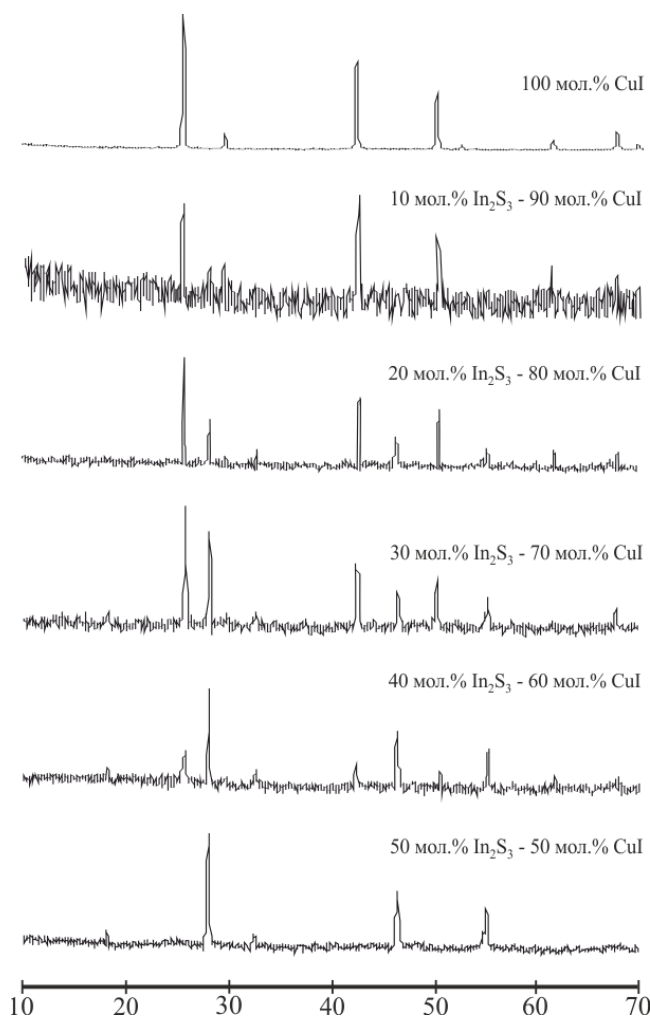 100 мол.% CuI
10 мол.% In₂S₃ - 90 мол.% CuI
20 мол.% In₂S₃ - 80 мол.% CuI
30 мол.% In₂S₃ - 70 мол.% CuI
40 мол.% In₂S₃ - 60 мол.% CuI
50 мол.% In₂S₃ - 50 мол.% CuI
10 20 30 40 50 60 70